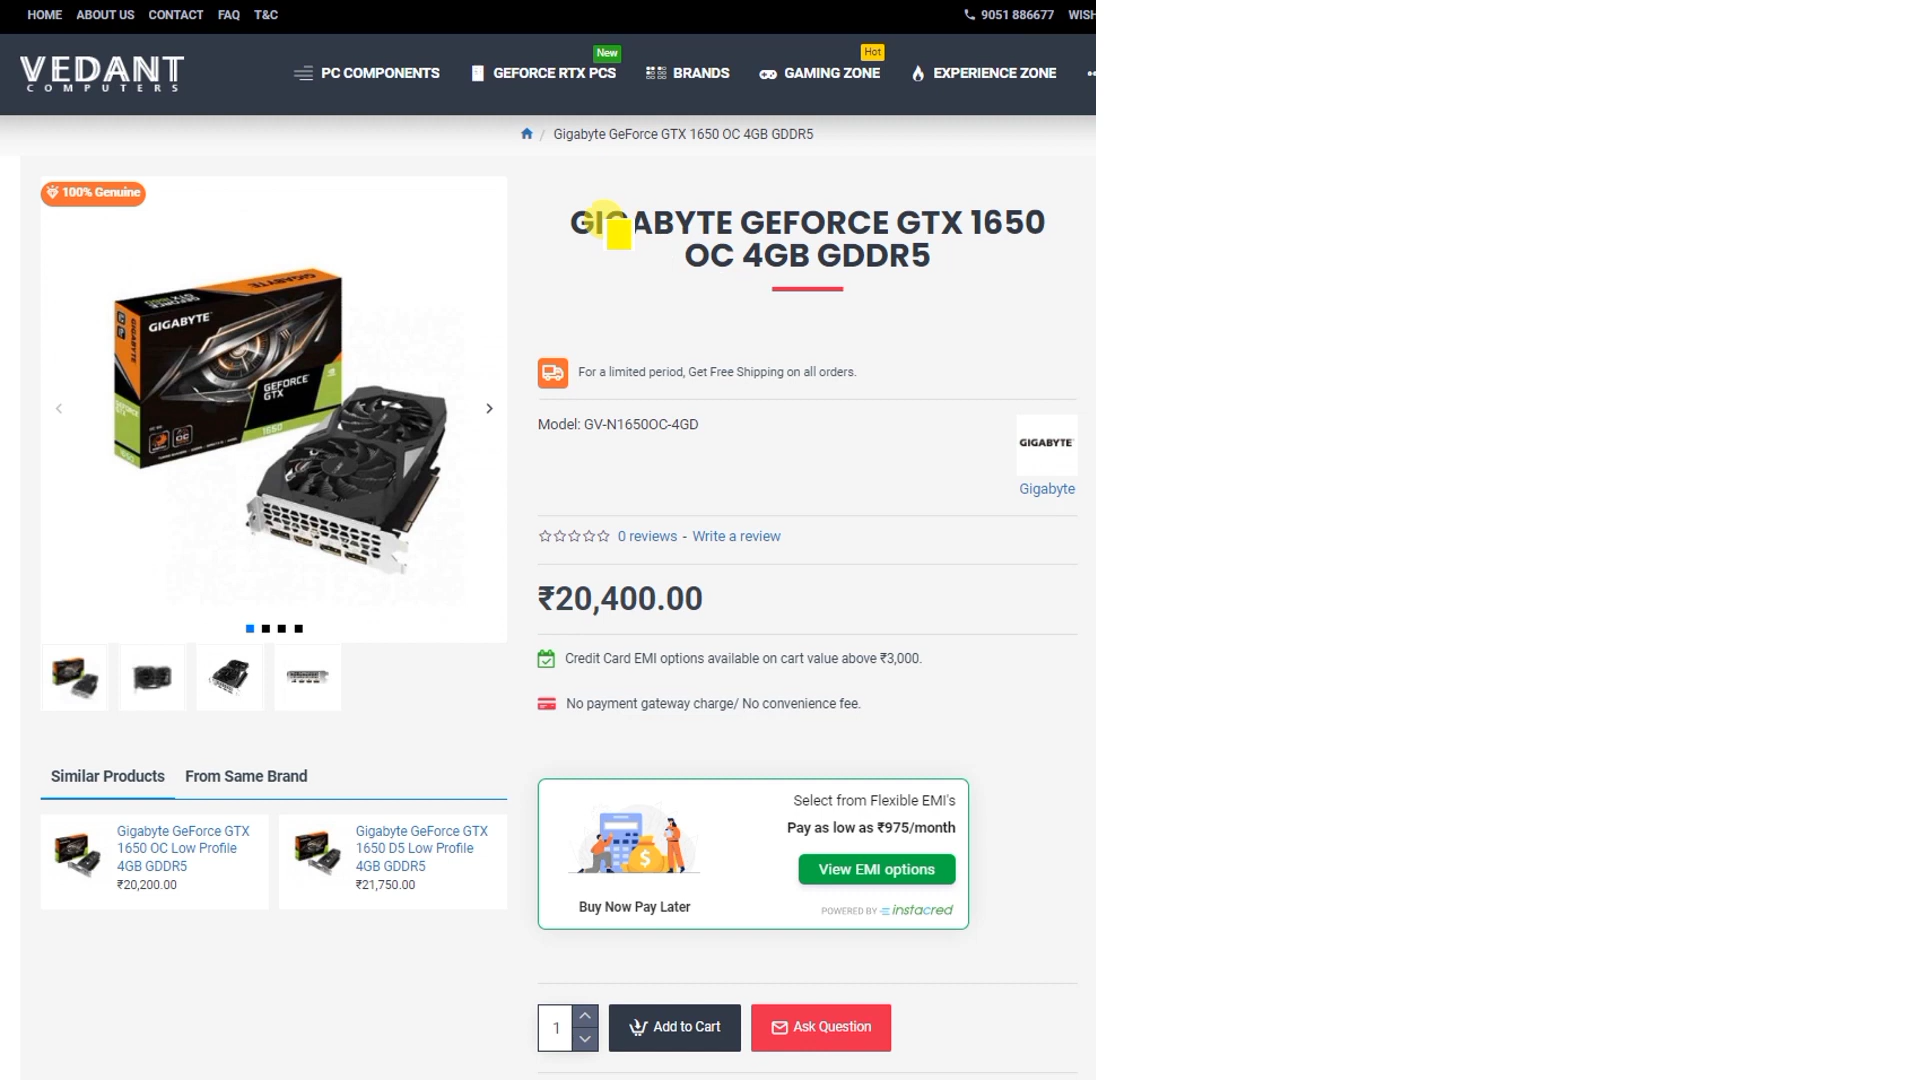 HOME ABOUT US CONTACT FAQ T&C 9051 886677 WISH
VEDANT
COMPUTERS
PC COMPONENTS
New
GEFORCE RTX PCS
BRANDS
Hot
GAMING ZONE
EXPERIENCE ZONE
/ Gigabyte GeForce GTX 1650 OC 4GB GDDR5
100% Genuine
GIGABYTE
GEFORCE
GTX
1650
GIGABYTE GEFORCE GTX 1650
OC 4GB GDDR5
For a limited period, Get Free Shipping on all orders.
Model: GV-N1650OC-4GD
GIGABYTE
Gigabyte
0 reviews - Write a review
₹20,400.00
Credit Card EMI options available on cart value above ₹3,000.
No payment gateway charge/ No convenience fee.
Similar Products From Same Brand
Gigabyte GeForce GTX
1650 OC Low Profile
4GB GDDR5
₹20,200.00
Gigabyte GeForce GTX
1650 D5 Low Profile
4GB GDDR5
₹21,750.00
Select from Flexible EMI's
Pay as low as ₹975/month
View EMI options
Buy Now Pay Later
POWERED BY instacred
1
Add to Cart
Ask Question